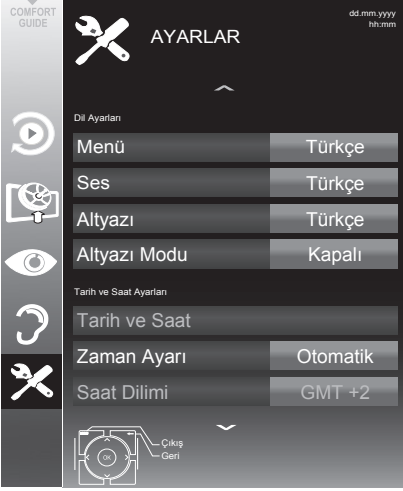 COMFORT
GUIDE
AYARLAR
dd.mm.yyyy
hh:mm
Dil Ayarları
Menü Türkçe
Ses Türkçe
Altyazı Türkçe
Altyazı Modu Kapalı
Tarih ve Saat Ayarları
Tarih ve Saat
Zaman Ayarı Otomatik
Saat Dilimi GMT +2
Çıkış
Geri
OK